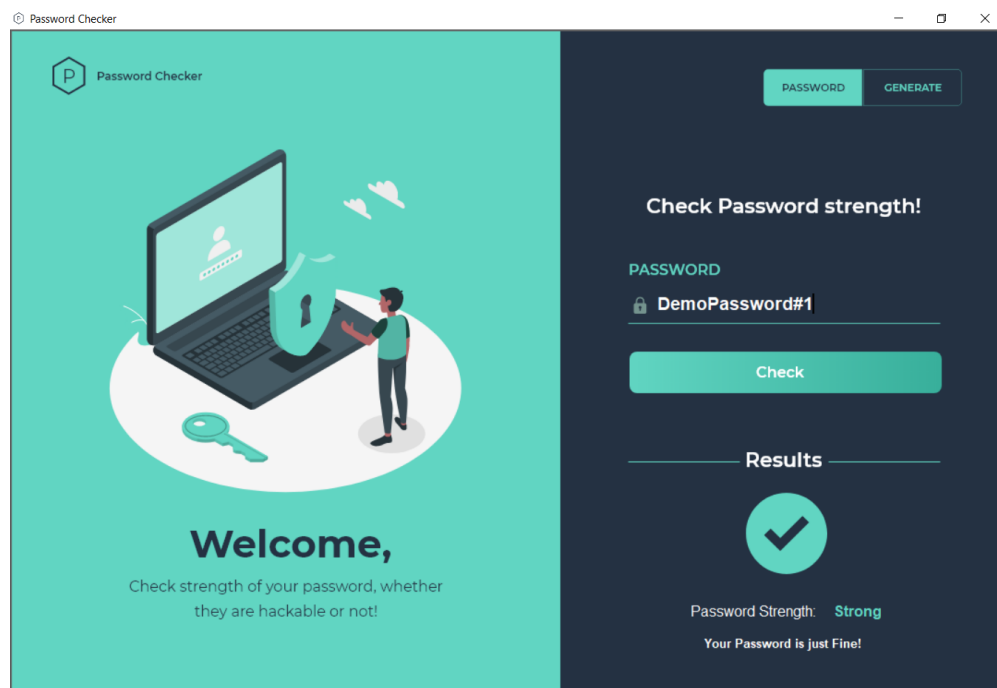 Password Checker
P
Password Checker
PASSWORD
GENERATE
Check Password strength!
PASSWORD
DemoPassword#1
Check
Results
Password Strength: Strong
Your Password is just Fine!
Welcome,
Check strength of your password, whether
they are hackable or not!